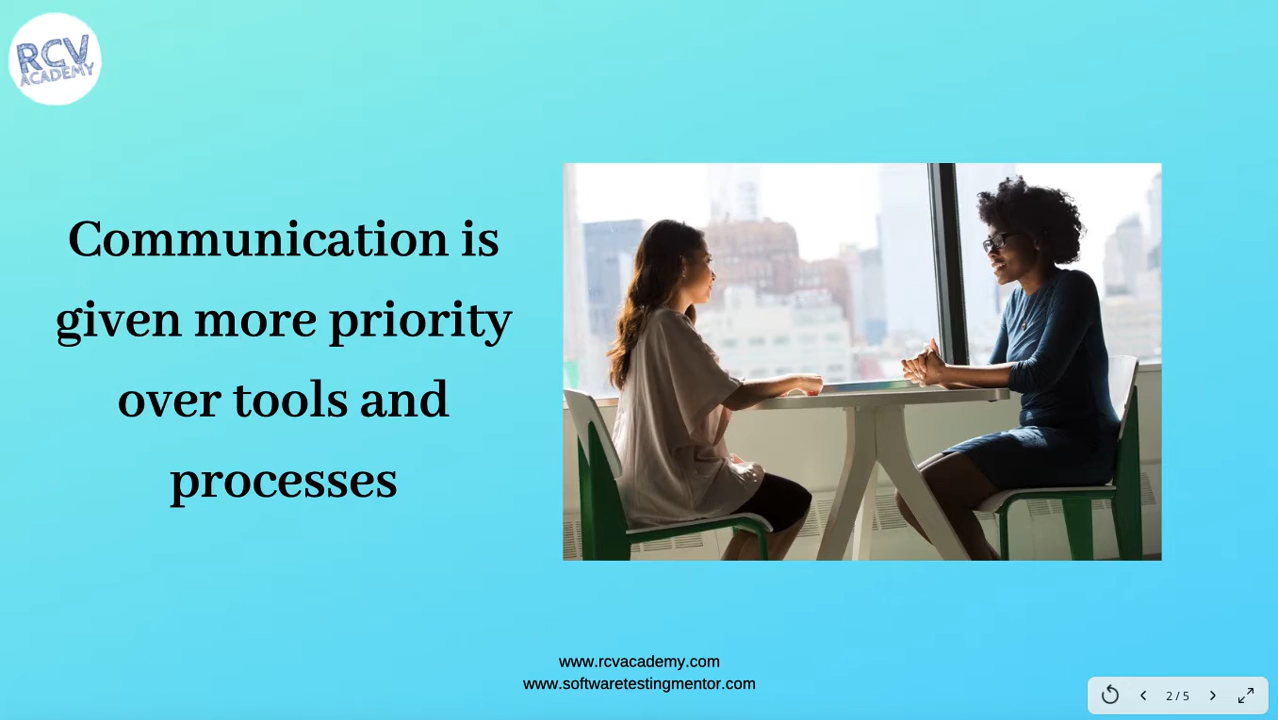 RCV
ACADEMY
Communication is
given more priority
over tools and
processes
www.rcvacademy.com
www.softwaretestingmentor.com
2 / 5